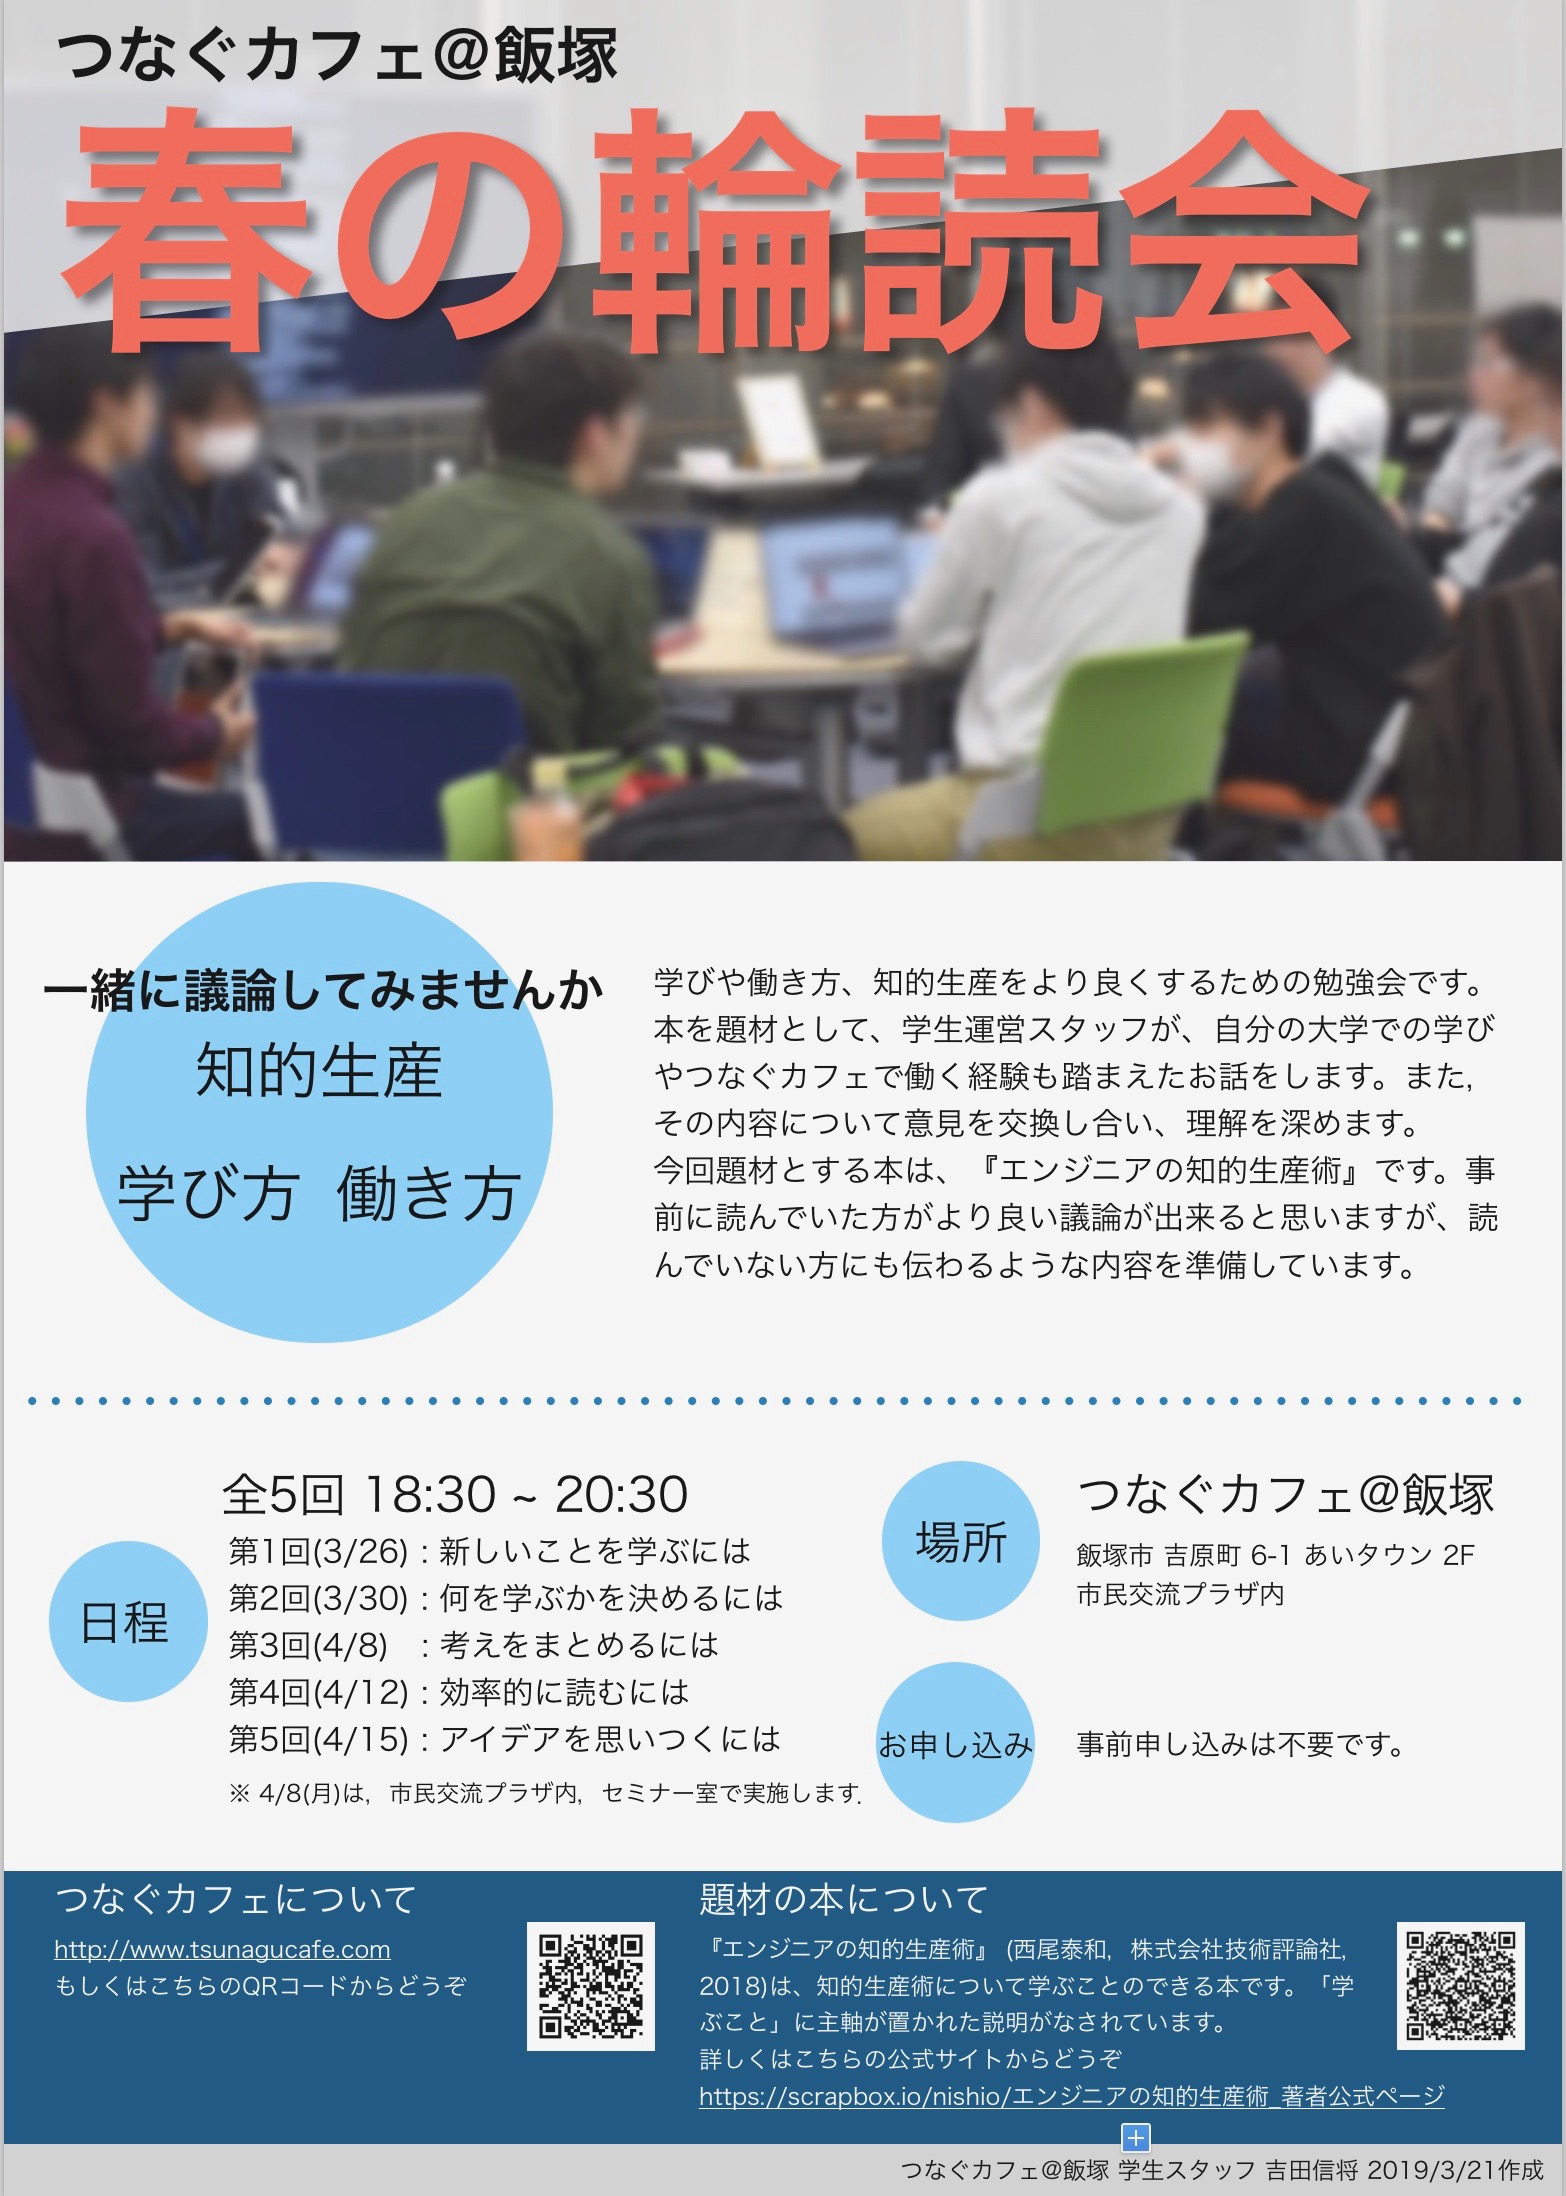 つなぐカフェ@飯塚
春の輪読会
一緒に議論してみませんか
知的生産
学び方 働き方
学びや働き方、知的生産をより良くするための勉強会です。
本を題材として、学生運営スタッフが、自分の大学での学び
やつなぐカフェで働く経験も踏まえたお話をします。また,
その内容について意見を交換し合い、理解を深めます。
今回題材とする本は、『エンジニアの知的生産術』です。事
前に読んでいた方がより良い議論が出来ると思いますが、読
んでいない方にも伝わるような内容を準備しています。
日程
全5回 18:30 ~ 20:30
第1回(3/26) : 新しいことを学ぶには
第2回(3/30) : 何を学ぶかを決めるには
第3回(4/8) : 考えをまとめるには
第4回(4/12) : 効率的に読むには
第5回(4/15) : アイデアを思いつくには
※ 4/8(月)は, 市民交流プラザ内, セミナー室で実施します.
場所
つなぐカフェ@飯塚
飯塚市 吉原町 6-1 あいタウン 2F
市民交流プラザ内
お申し込み
事前申し込みは不要です。
つなぐカフェについて
http://www.tsunagucafe.com
もしくはこちらのQRコードからどうぞ
題材の本について
『エンジニアの知的生産術』 (西尾泰和, 株式会社技術評論社,
2018)は、知的生産術について学ぶことのできる本です。「学
ぶこと」に主軸が置かれた説明がなされています。
詳しくはこちらの公式サイトからどうぞ
https://scrapbox.io/nishio/エンジニアの知的生産術_著者公式ページ
つなぐカフェ@飯塚 学生スタッフ 吉田信将 2019/3/21作成